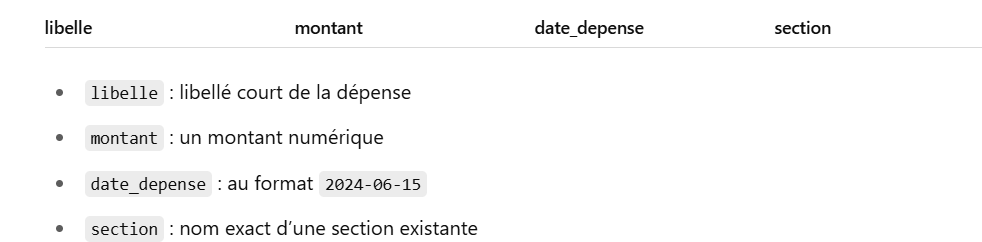 libelle montant date_depense section
libelle : libellé court de la dépense
montant : un montant numérique
date_depense : au format 2024-06-15
section : nom exact d’une section existante